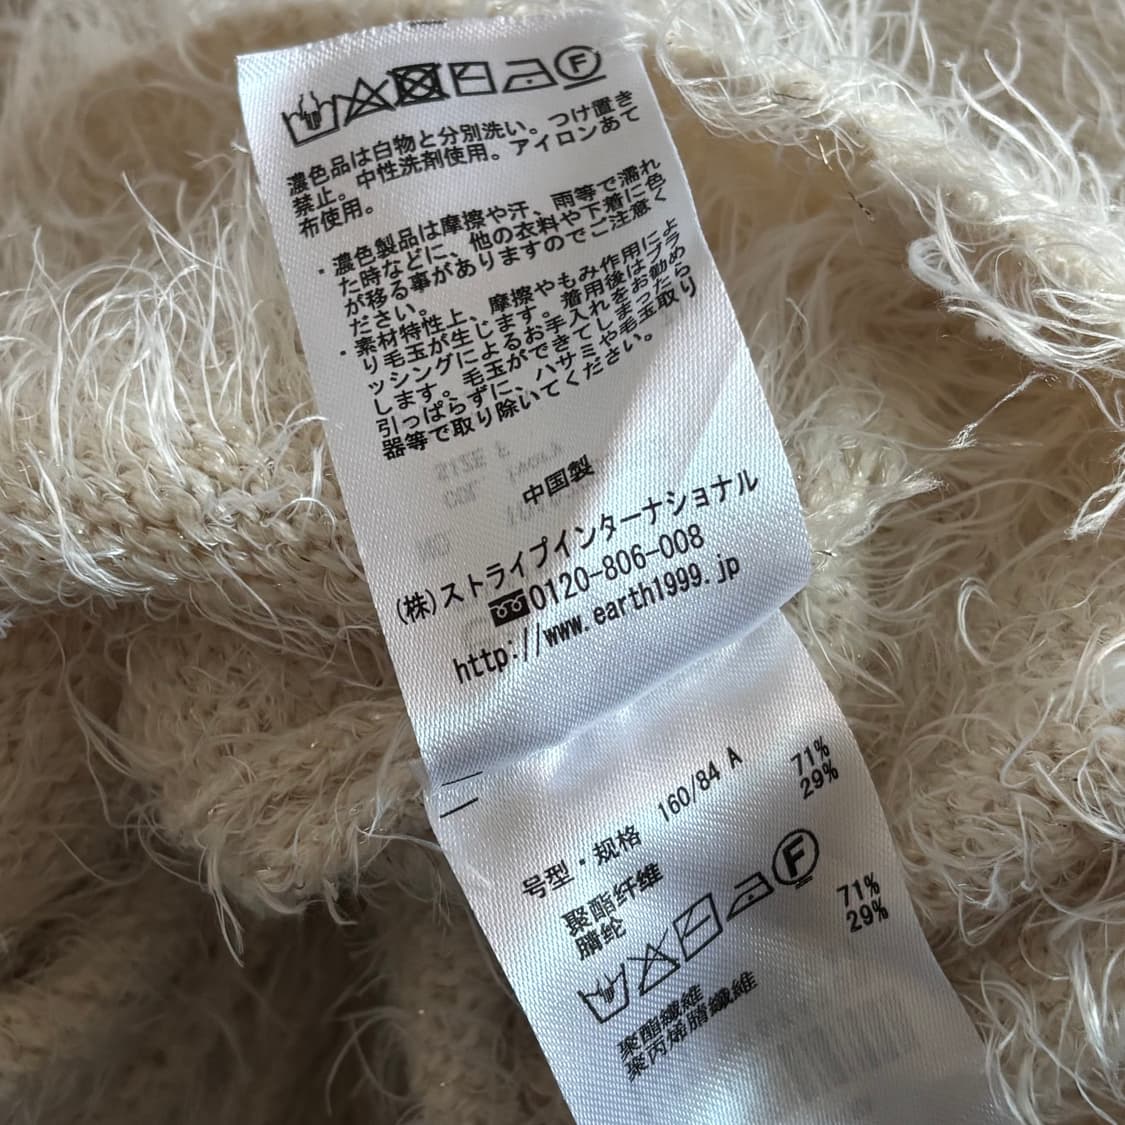 F
濃色品は白物と分別洗い。つけ置き
禁止。中性洗剤使用。アイロンあて
布使用。
・濃色製品は摩擦や汗、雨等で濡れ
た時などに、他の衣料や下着に色
が移る事がありますのでご注意く
ださい。
・素材特性上、摩擦やもみ作用によ
り毛玉が生じます。着用後はブラ
ッシングによるお手入れをお勧め
します。毛玉ができてしまったら
引っぱらずに、ハサミや毛玉取り
器等で取り除いてください。
中国製
(株)ストライプインターナショナル
0120-806-008
http://www.earth1999.jp
号型・规格 160/84 A
聚酯纤维 71%
腈纶 29%
F
聚酯纖維 71%
聚丙烯腈纖維 29%